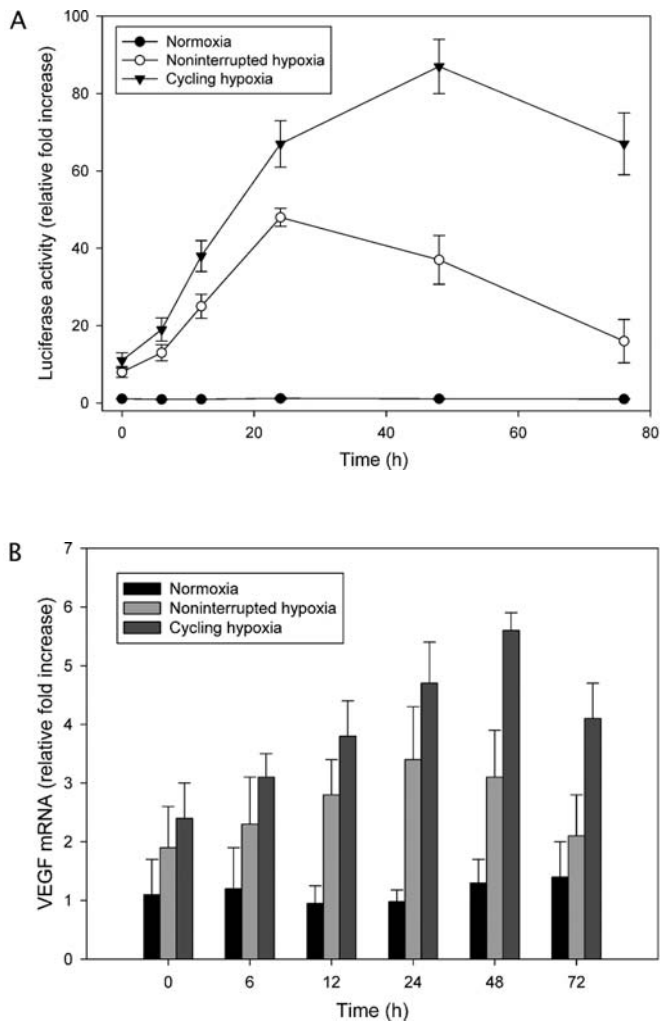 A
Luciferase activity (relative fold increase)
100
80
60
40
20
0
Normoxia
Noninterrupted hypoxia
Cycling hypoxia
0 20 40 60 80
Time (h)
B
VEGF mRNA (relative fold increase)
7
6
5
4
3
2
1
0
Normoxia
Noninterrupted hypoxia
Cycling hypoxia
0 6 12 24 48 72
Time (h)